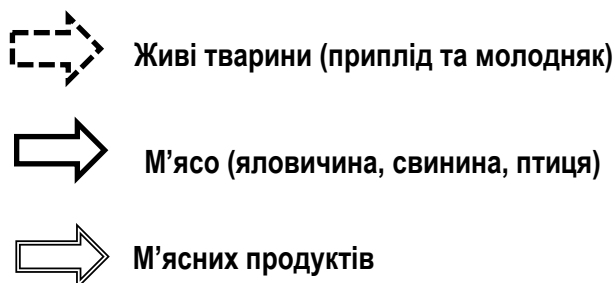 Живі тварини (приплід та молодняк)
М’ясо (яловичина, свинина, птиця)
М’ясних продуктів